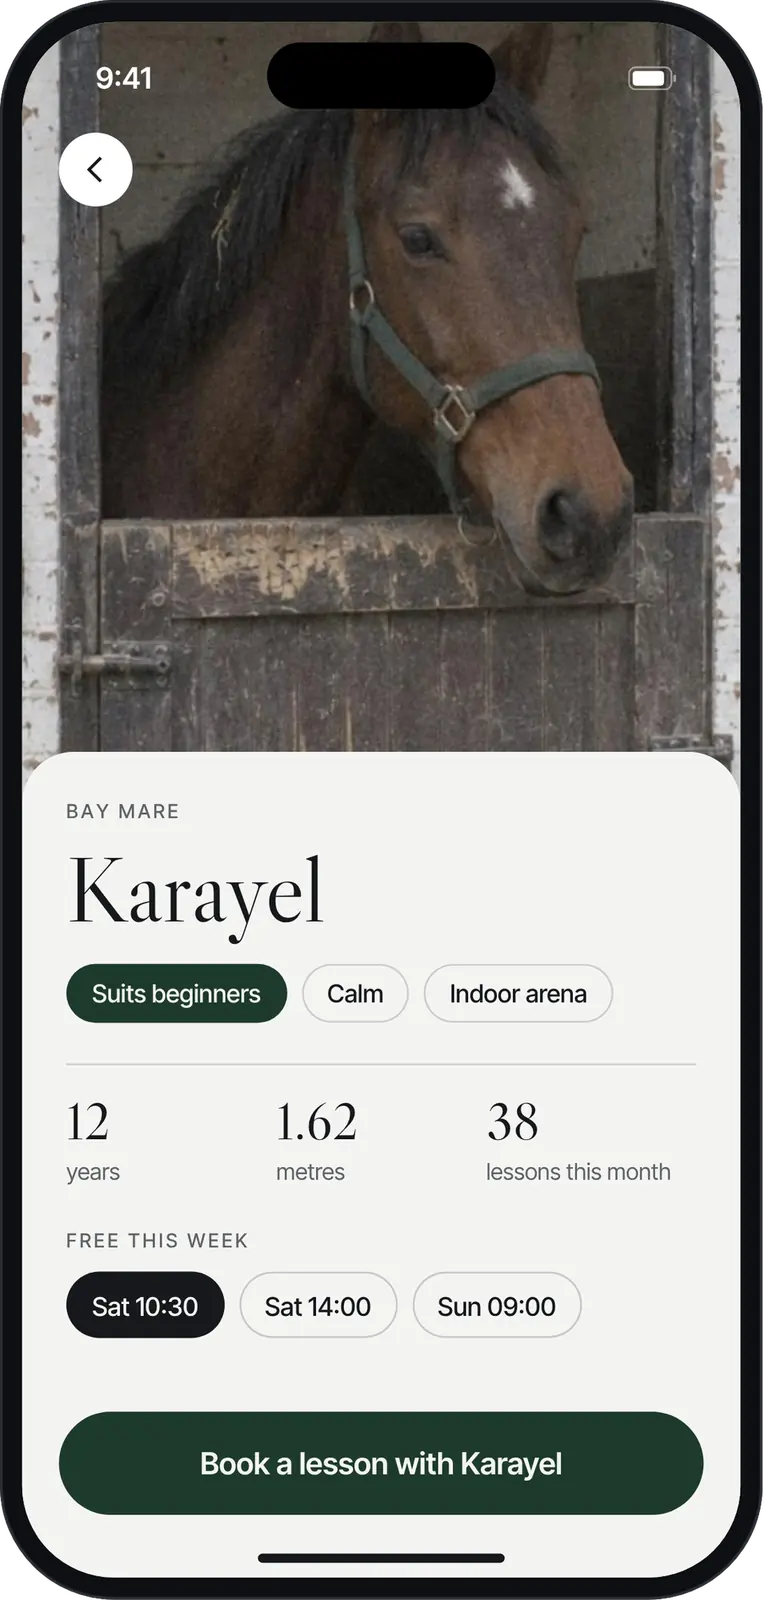 9:41
BAY MARE
Karayel
Suits beginners Calm Indoor arena
12 1.62 38
years metres lessons this month
FREE THIS WEEK
Sat 10:30 Sat 14:00 Sun 09:00
Book a lesson with Karayel